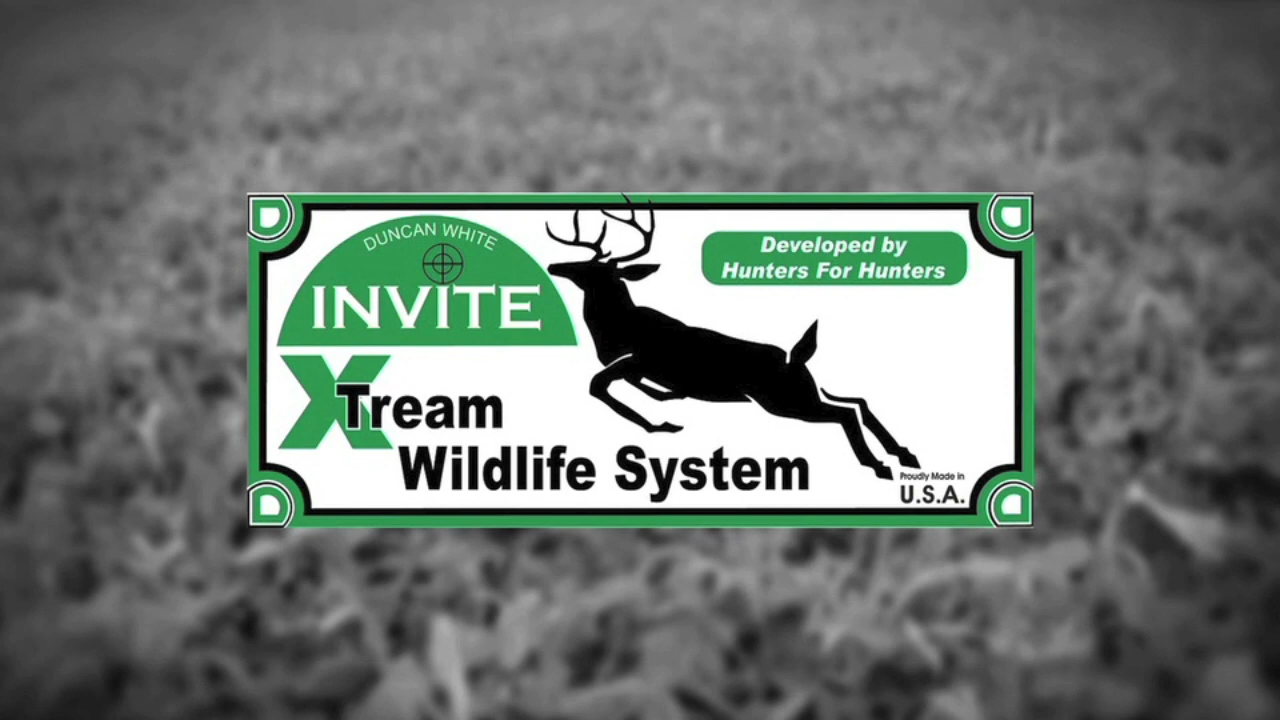 DUNCAN WHITE
INVITE
Developed by
Hunters For Hunters
XTream
Wildlife System
Proudly Made in
U.S.A.